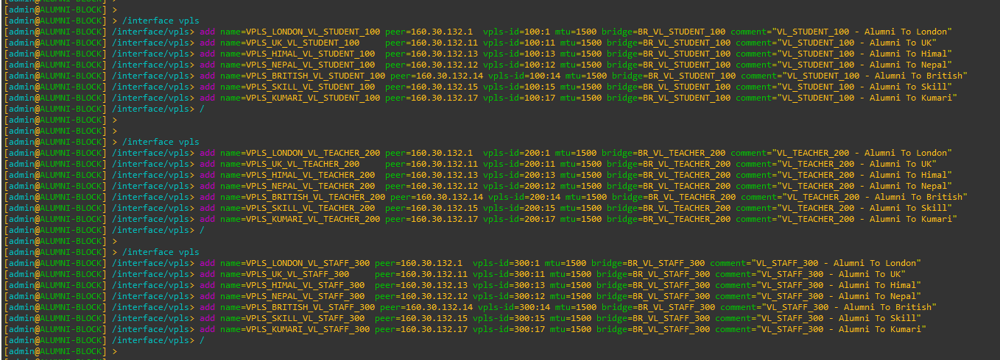 [admin@ALUMNI-BLOCK] >
[admin@ALUMNI-BLOCK] > /interface vpls
[admin@ALUMNI-BLOCK] /interface/vpls> add name=VPLS_LONDON_VL_STUDENT_100 peer=160.30.132.1  vpls-id=100:1 mtu=1500 bridge=BR_VL_STUDENT_100 comment="VL_STUDENT_100 - Alumni To London"
[admin@ALUMNI-BLOCK] /interface/vpls> add name=VPLS_UK_VL_STUDENT_100     peer=160.30.132.11 vpls-id=100:11 mtu=1500 bridge=BR_VL_STUDENT_100 comment="VL_STUDENT_100 - Alumni To UK"
[admin@ALUMNI-BLOCK] /interface/vpls> add name=VPLS_HIMAL_VL_STUDENT_100  peer=160.30.132.13 vpls-id=100:13 mtu=1500 bridge=BR_VL_STUDENT_100 comment="VL_STUDENT_100 - Alumni To Himal"
[admin@ALUMNI-BLOCK] /interface/vpls> add name=VPLS_NEPAL_VL_STUDENT_100  peer=160.30.132.12 vpls-id=100:12 mtu=1500 bridge=BR_VL_STUDENT_100 comment="VL_STUDENT_100 - Alumni To Nepal"
[admin@ALUMNI-BLOCK] /interface/vpls> add name=VPLS_BRITISH_VL_STUDENT_100 peer=160.30.132.14 vpls-id=100:14 mtu=1500 bridge=BR_VL_STUDENT_100 comment="VL_STUDENT_100 - Alumni To British"
[admin@ALUMNI-BLOCK] /interface/vpls> add name=VPLS_SKILL_VL_STUDENT_100  peer=160.30.132.15 vpls-id=100:15 mtu=1500 bridge=BR_VL_STUDENT_100 comment="VL_STUDENT_100 - Alumni To Skill"
[admin@ALUMNI-BLOCK] /interface/vpls> add name=VPLS_KUMARI_VL_STUDENT_100 peer=160.30.132.17 vpls-id=100:17 mtu=1500 bridge=BR_VL_STUDENT_100 comment="VL_STUDENT_100 - Alumni To Kumari"
[admin@ALUMNI-BLOCK] /interface/vpls> /
[admin@ALUMNI-BLOCK] >
[admin@ALUMNI-BLOCK] >
[admin@ALUMNI-BLOCK] > /interface vpls
[admin@ALUMNI-BLOCK] /interface/vpls> add name=VPLS_LONDON_VL_TEACHER_200 peer=160.30.132.1  vpls-id=200:1 mtu=1500 bridge=BR_VL_TEACHER_200 comment="VL_TEACHER_200 - Alumni To London"
[admin@ALUMNI-BLOCK] /interface/vpls> add name=VPLS_UK_VL_TEACHER_200     peer=160.30.132.11 vpls-id=200:11 mtu=1500 bridge=BR_VL_TEACHER_200 comment="VL_TEACHER_200 - Alumni To UK"
[admin@ALUMNI-BLOCK] /interface/vpls> add name=VPLS_HIMAL_VL_TEACHER_200  peer=160.30.132.13 vpls-id=200:13 mtu=1500 bridge=BR_VL_TEACHER_200 comment="VL_TEACHER_200 - Alumni To Himal"
[admin@ALUMNI-BLOCK] /interface/vpls> add name=VPLS_NEPAL_VL_TEACHER_200  peer=160.30.132.12 vpls-id=200:12 mtu=1500 bridge=BR_VL_TEACHER_200 comment="VL_TEACHER_200 - Alumni To Nepal"
[admin@ALUMNI-BLOCK] /interface/vpls> add name=VPLS_BRITISH_VL_TEACHER_200 peer=160.30.132.14 vpls-id=200:14 mtu=1500 bridge=BR_VL_TEACHER_200 comment="VL_TEACHER_200 - Alumni To British"
[admin@ALUMNI-BLOCK] /interface/vpls> add name=VPLS_SKILL_VL_TEACHER_200  peer=160.30.132.15 vpls-id=200:15 mtu=1500 bridge=BR_VL_TEACHER_200 comment="VL_TEACHER_200 - Alumni To Skill"
[admin@ALUMNI-BLOCK] /interface/vpls> add name=VPLS_KUMARI_VL_TEACHER_200 peer=160.30.132.17 vpls-id=200:17 mtu=1500 bridge=BR_VL_TEACHER_200 comment="VL_TEACHER_200 - Alumni To Kumari"
[admin@ALUMNI-BLOCK] /interface/vpls> /
[admin@ALUMNI-BLOCK] >
[admin@ALUMNI-BLOCK] > /interface vpls
[admin@ALUMNI-BLOCK] /interface/vpls> add name=VPLS_LONDON_VL_STAFF_300 peer=160.30.132.1  vpls-id=300:1 mtu=1500 bridge=BR_VL_STAFF_300 comment="VL_STAFF_300 - Alumni To London"
[admin@ALUMNI-BLOCK] /interface/vpls> add name=VPLS_UK_VL_STAFF_300     peer=160.30.132.11 vpls-id=300:11 mtu=1500 bridge=BR_VL_STAFF_300 comment="VL_STAFF_300 - Alumni To UK"
[admin@ALUMNI-BLOCK] /interface/vpls> add name=VPLS_HIMAL_VL_STAFF_300  peer=160.30.132.13 vpls-id=300:13 mtu=1500 bridge=BR_VL_STAFF_300 comment="VL_STAFF_300 - Alumni To Himal"
[admin@ALUMNI-BLOCK] /interface/vpls> add name=VPLS_NEPAL_VL_STAFF_300  peer=160.30.132.12 vpls-id=300:12 mtu=1500 bridge=BR_VL_STAFF_300 comment="VL_STAFF_300 - Alumni To Nepal"
[admin@ALUMNI-BLOCK] /interface/vpls> add name=VPLS_BRITISH_VL_STAFF_300 peer=160.30.132.14 vpls-id=300:14 mtu=1500 bridge=BR_VL_STAFF_300 comment="VL_STAFF_300 - Alumni To British"
[admin@ALUMNI-BLOCK] /interface/vpls> add name=VPLS_SKILL_VL_STAFF_300  peer=160.30.132.15 vpls-id=300:15 mtu=1500 bridge=BR_VL_STAFF_300 comment="VL_STAFF_300 - Alumni To Skill"
[admin@ALUMNI-BLOCK] /interface/vpls> add name=VPLS_KUMARI_VL_STAFF_300 peer=160.30.132.17 vpls-id=300:17 mtu=1500 bridge=BR_VL_STAFF_300 comment="VL_STAFF_300 - Alumni To Kumari"
[admin@ALUMNI-BLOCK] /interface/vpls> /
[admin@ALUMNI-BLOCK] >